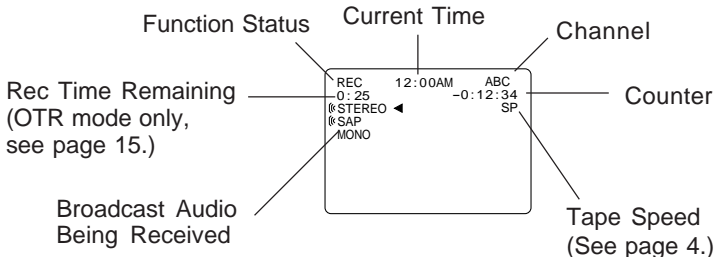 Function Status
Current Time
Channel
Rec Time Remaining
(OTR mode only,
see page 15.)
REC 12:00AM ABC
0:25 -0:12:34
STEREO ◄ SP
SAP
MONO
Counter
Broadcast Audio
Being Received
Tape Speed
(See page 4.)